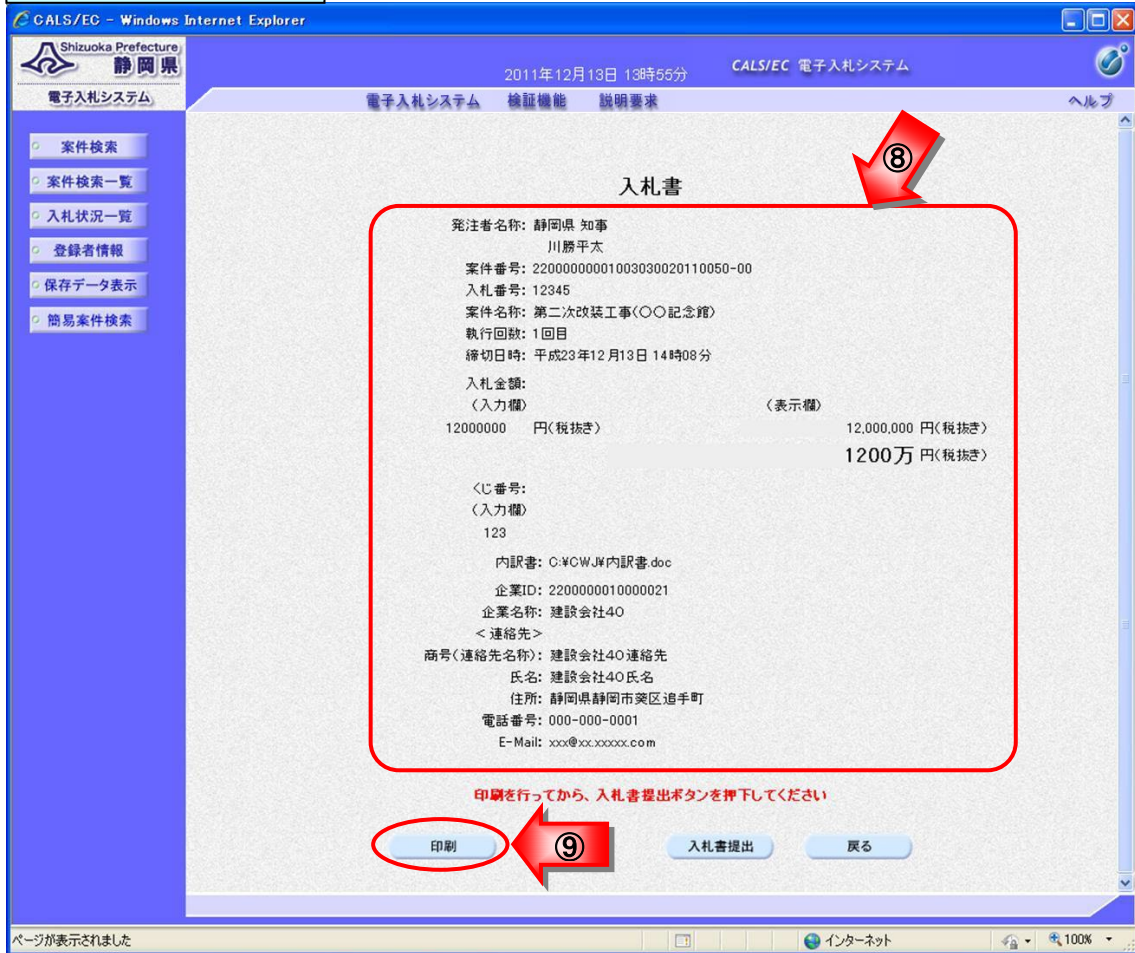 CALS/EC - Windows Internet Explorer
Shizuoka Prefecture
静岡県
電子入札システム
2011年12月13日 13時55分
CALS/EC 電子入札システム
電子入札システム 検証機能 説明要求 ヘルプ
案件検索
案件検索一覧
入札状況一覧
登録者情報
保存データ表示
簡易案件検索
⑧
入札書
発注者名称: 静岡県 知事
川勝平太
案件番号: 2200000000100303002011​0050-00
入札番号: 12345
案件名称: 第二次改装工事(〇〇記念館)
執行回数: 1回目
締切日時: 平成23年12月13日 14時08分
入札金額:
(入力欄) (表示欄)
12000000 円(税抜き) 12,000,000 円(税抜き)
1200万 円(税抜き)
くじ番号:
(入力欄)
123
内訳書: C:¥CWJ¥内訳書.doc
企業ID: 2200000010000021
企業名称: 建設会社40
<連絡先>
商号(連絡先名称): 建設会社40連絡先
氏名: 建設会社40氏名
住所: 静岡県静岡市葵区追手町
電話番号: 000-000-0001
E-Mail: xxx@xx.xxxxx.com
印刷を行ってから、入札書提出ボタンを押下してください
印刷 ⑨ 入札書提出 戻る
ページが表示されました インターネット 100%